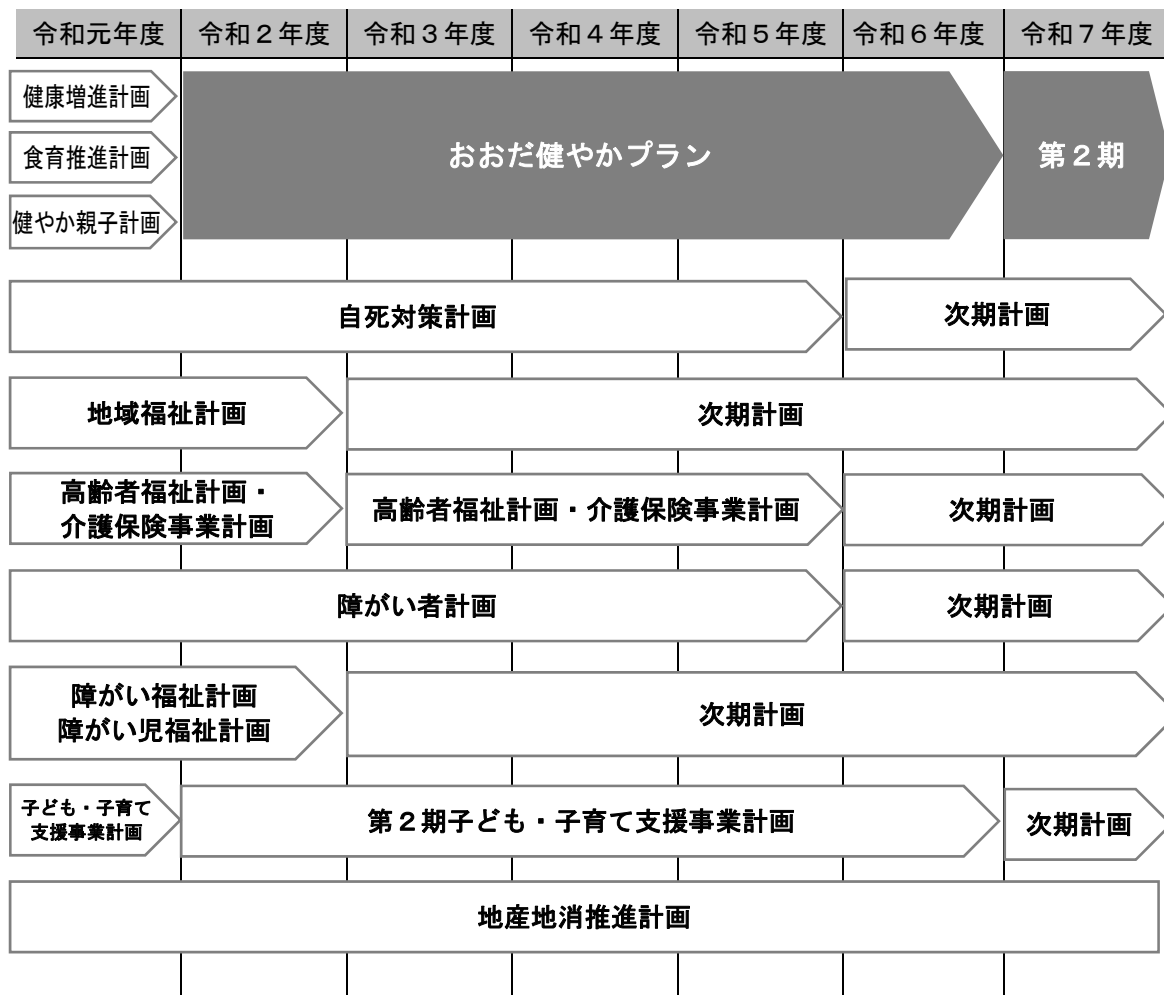 令和元年度 令和２年度 令和３年度 令和４年度 令和５年度 令和６年度 令和７年度
健康増進計画
食育推進計画
健やか親子計画
おおだ健やかプラン
第２期
自死対策計画
次期計画
地域福祉計画
次期計画
高齢者福祉計画・
介護保険事業計画
高齢者福祉計画・介護保険事業計画
次期計画
障がい者計画
次期計画
障がい福祉計画
障がい児福祉計画
次期計画
子ども・子育て
支援事業計画
第２期子ども・子育て支援事業計画
次期計画
地産地消推進計画